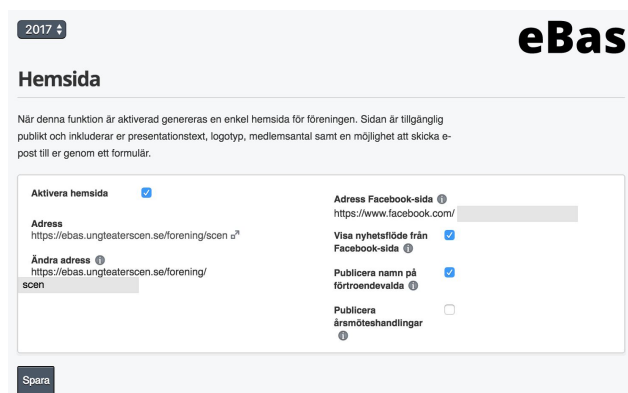 2017
eBas
Hemsida
När denna funktion är aktiverad genereras en enkel hemsida för föreningen. Sidan är tillgänglig
publikt och inkluderar er presentationstext, logotyp, medlemsantal samt en möjlighet att skicka e-
post till er genom ett formulär.
Aktivera hemsida
Adress
https://ebas.ungteaterscen.se/forening/scen
Ändra adress
https://ebas.ungteaterscen.se/forening/
scen
Adress Facebook-sida
https://www.facebook.com/
Visa nyhetsflöde från
Facebook-sida
Publicera namn på
förtroendevalda
Publicera
årsmöteshandlingar
Spara